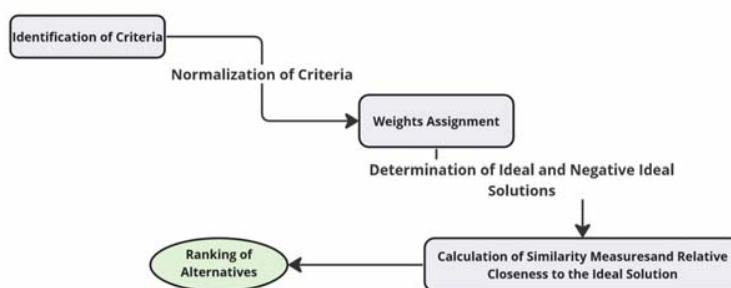 Identification of Criteria
Normalization of Criteria
Weights Assignment
Determination of Ideal and Negative Ideal
Solutions
Calculation of Similarity Measuresand Relative
Closeness to the Ideal Solution
Ranking of
Alternatives